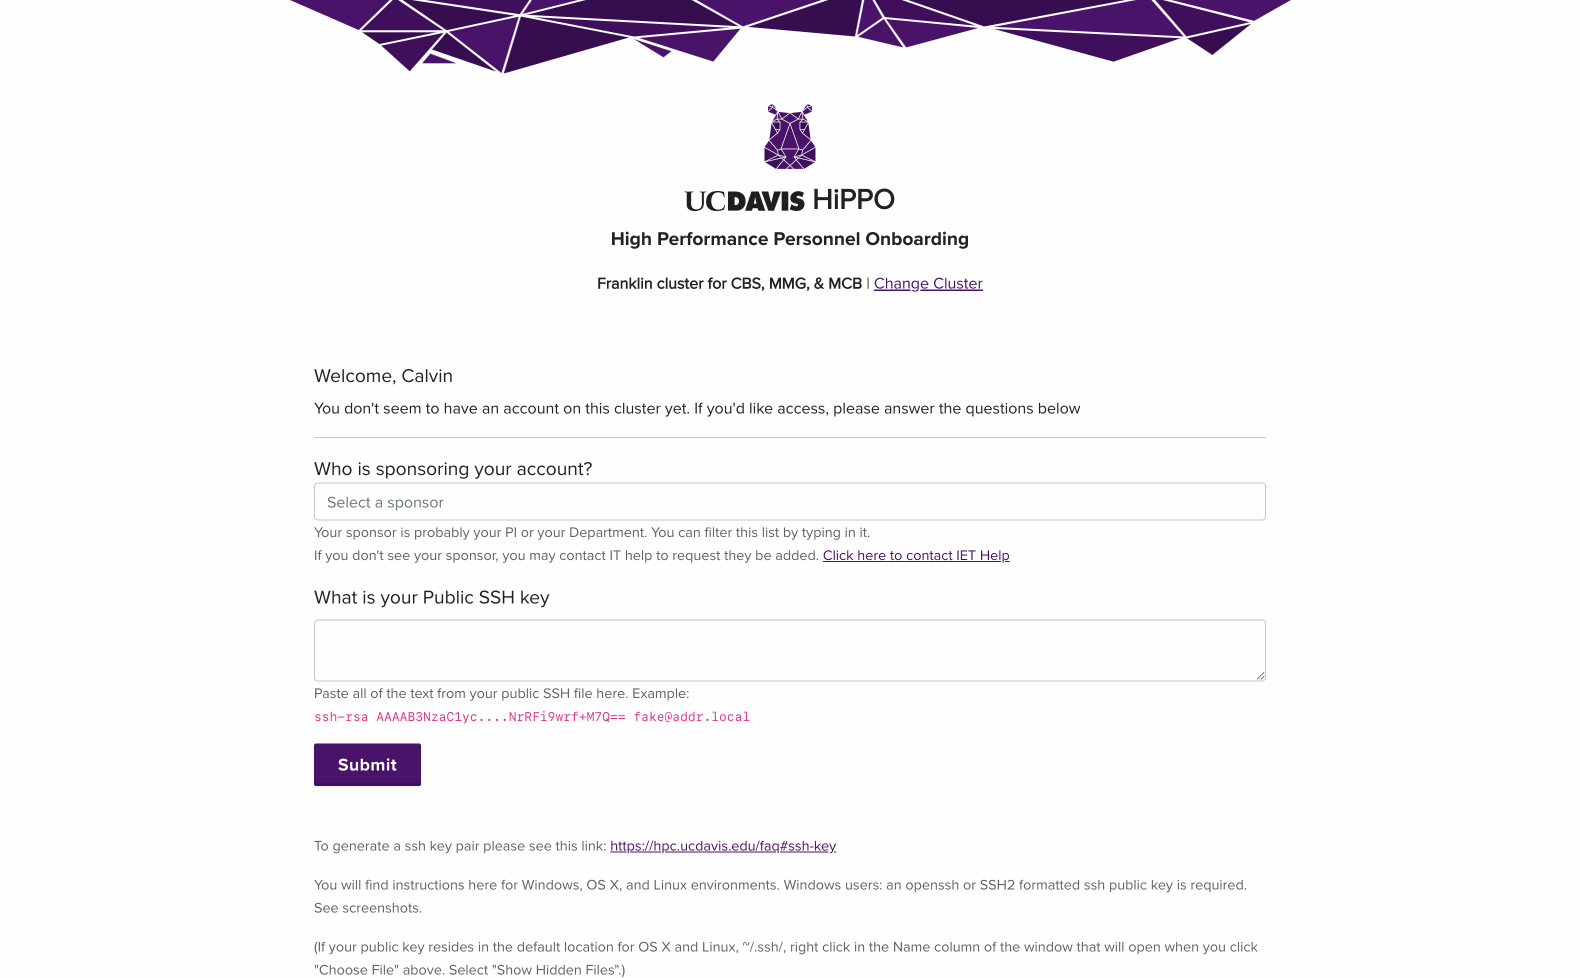 UCDAVIS HiPPO
High Performance Personnel Onboarding
Franklin cluster for CBS, MMG, & MCB | Change Cluster
Welcome, Calvin
You don't seem to have an account on this cluster yet. If you'd like access, please answer the questions below
Who is sponsoring your account?
Select a sponsor
Your sponsor is probably your PI or your Department. You can filter this list by typing in it.
If you don't see your sponsor, you may contact IT help to request they be added. Click here to contact IET Help
What is your Public SSH key
Paste all of the text from your public SSH file here. Example:
ssh-rsa AAAAB3NzaC1yc....NrRFi9wrf+M7Q== fake@addr.local
Submit
To generate a ssh key pair please see this link: https://hpc.ucdavis.edu/faq#ssh-key
You will find instructions here for Windows, OS X, and Linux environments. Windows users: an openssh or SSH2 formatted ssh public key is required.
See screenshots.
(If your public key resides in the default location for OS X and Linux, ~/.ssh/, right click in the Name column of the window that will open when you click
"Choose File" above. Select "Show Hidden Files".)